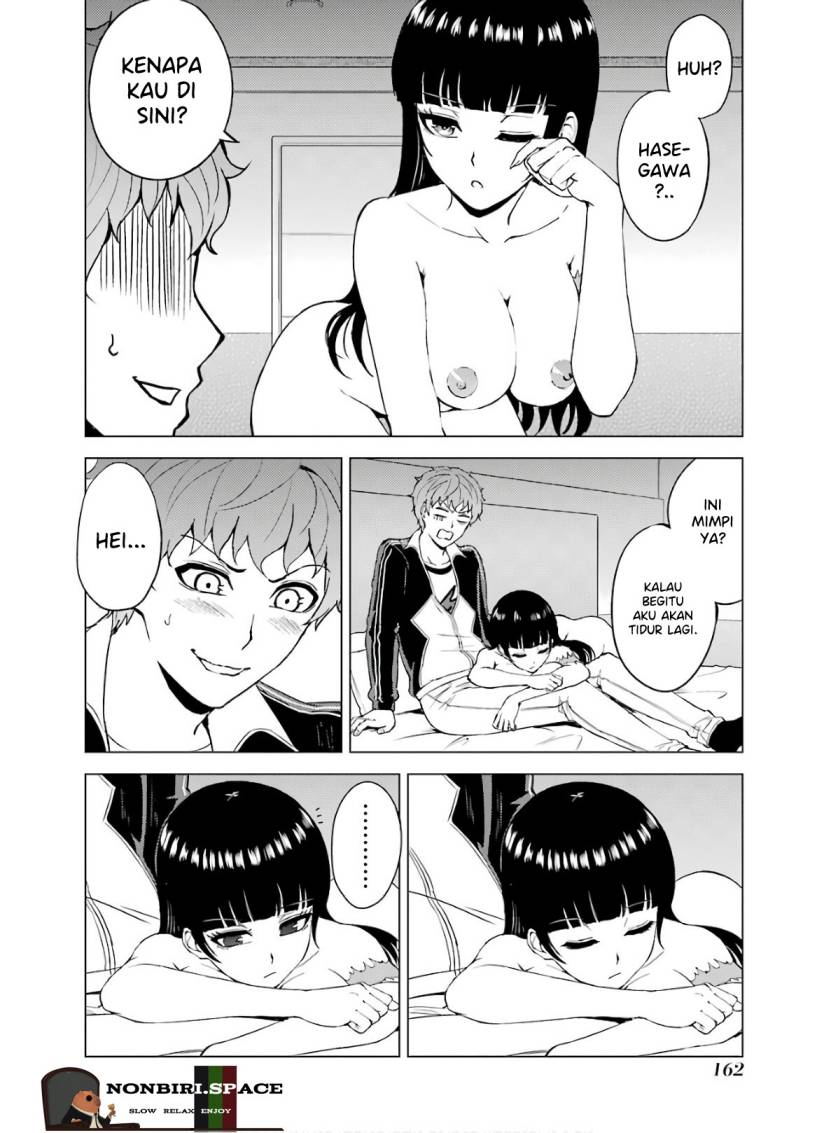 HUH?
HASE-
GAWA
?..
KENAPA
KAU DI
SINI?
INI
MIMPI
YA?
KALAU
BEGITU
AKU AKAN
TIDUR LAGI.
HEI...
.........
162
NONBIRI.SPACE
SLOW RELAX ENJOY